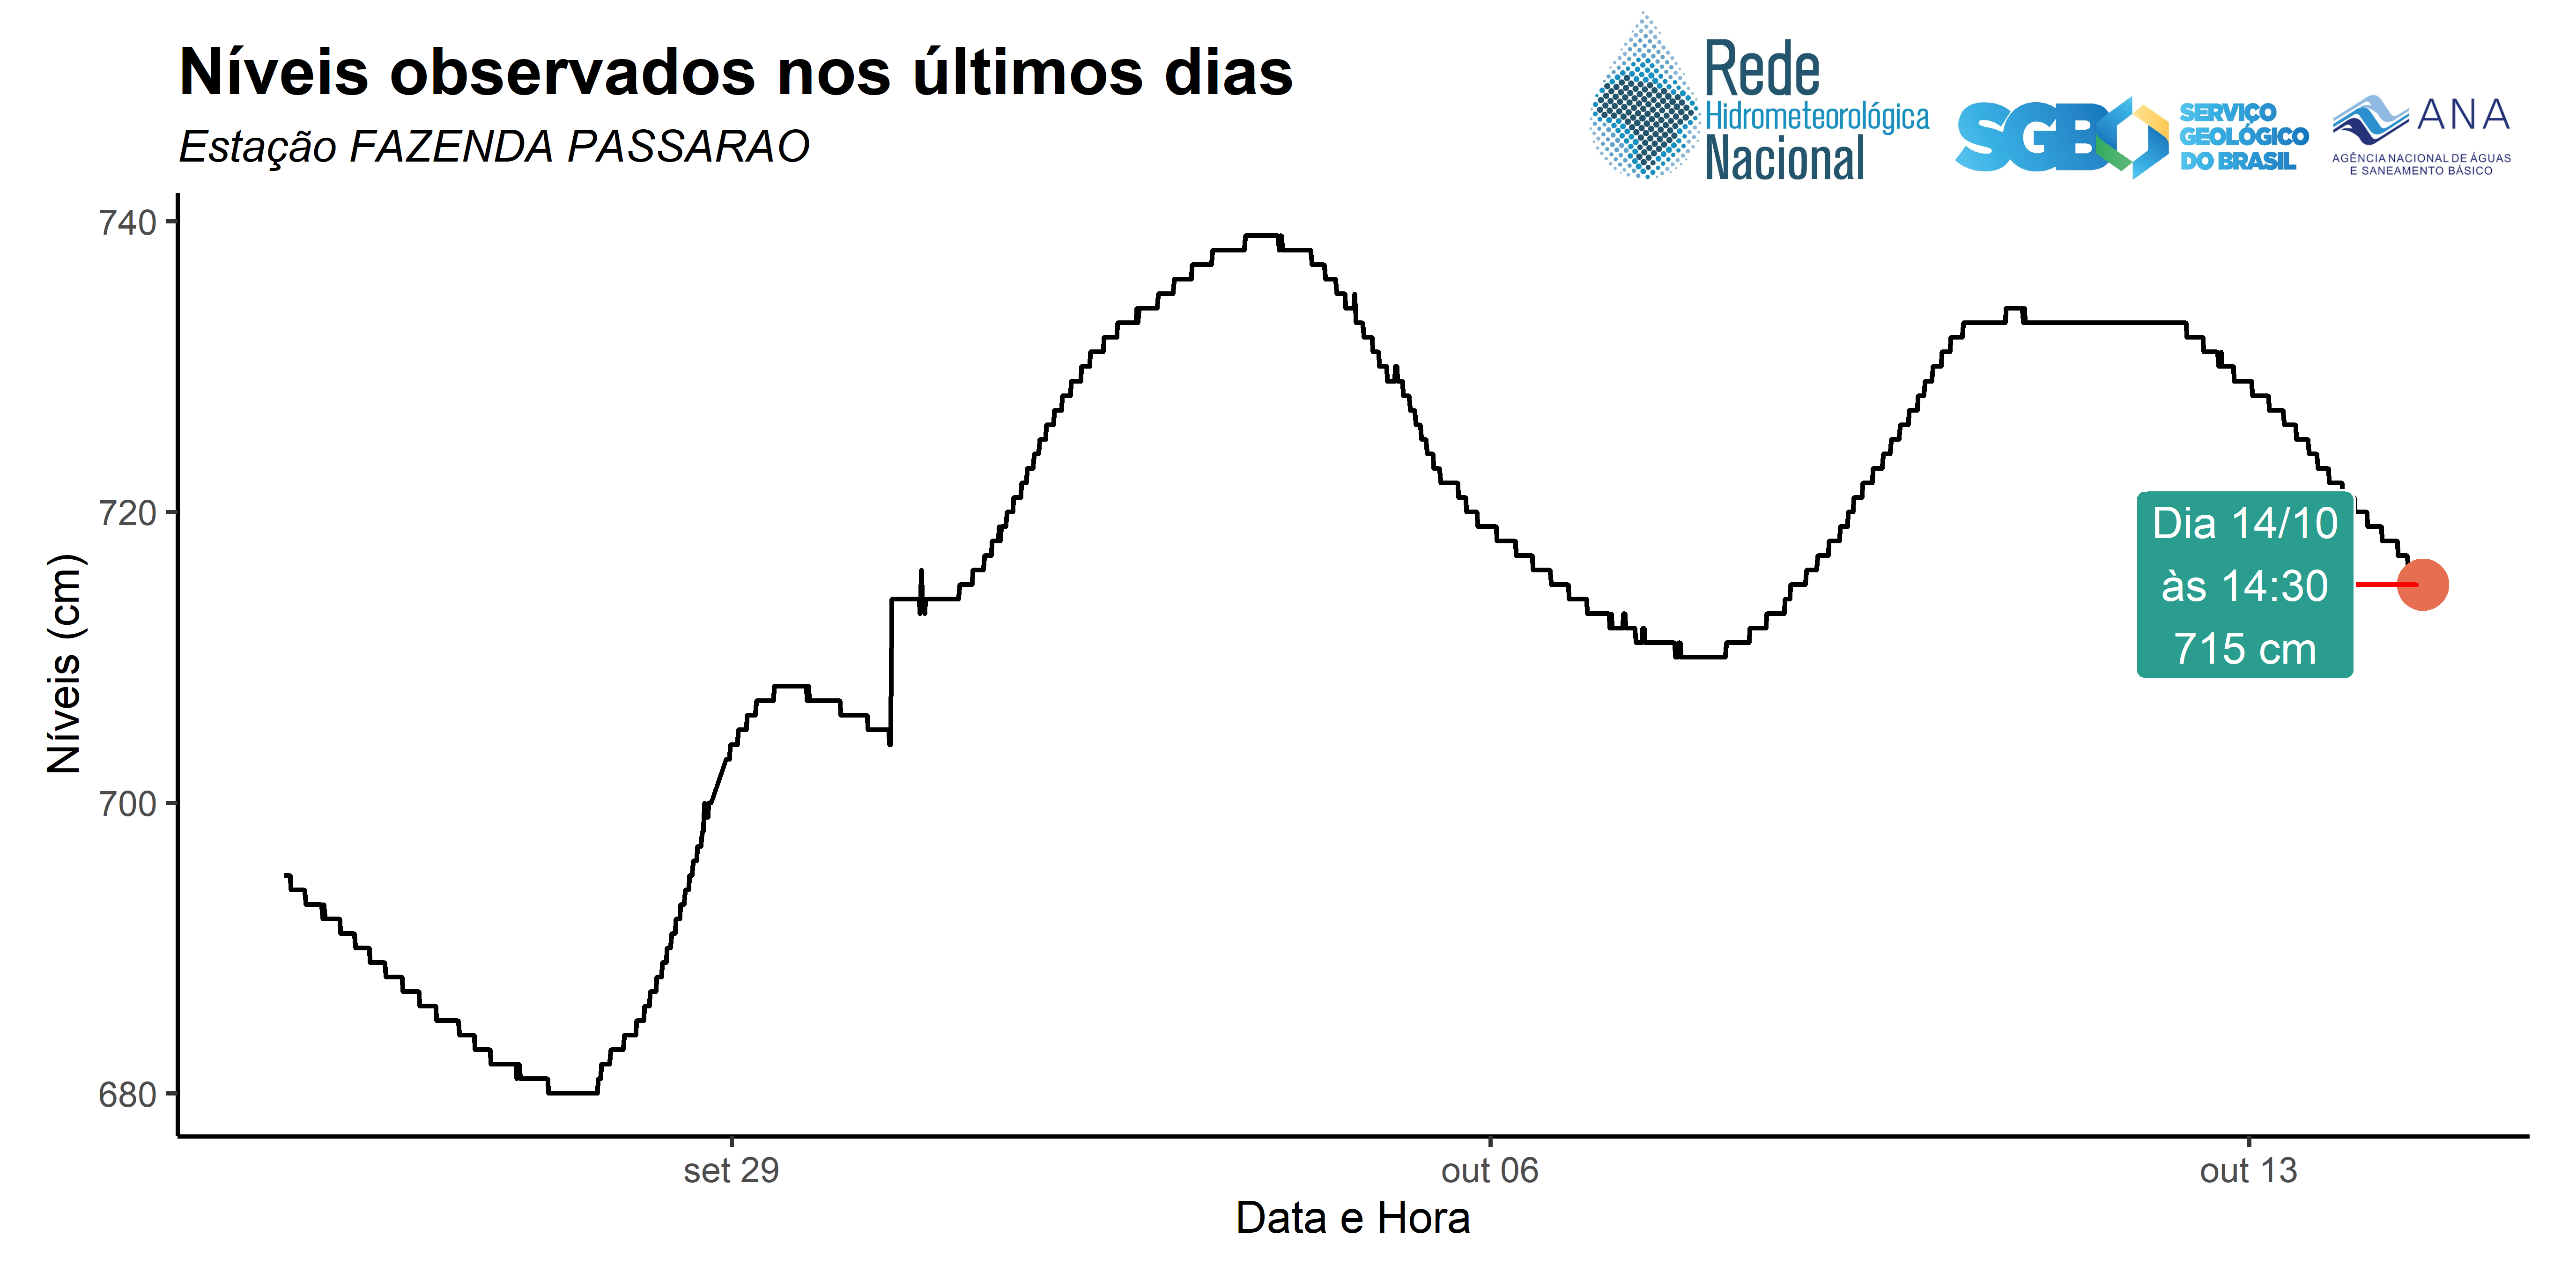 Níveis observados nos últimos dias
Estação FAZENDA PASSARAO
Rede
Hidrometeorológica
Nacional
SGB
SERVIÇO
GEOLÓGICO
DO BRASIL
ANA
AGÊNCIA NACIONAL DE ÁGUAS
E SANEAMENTO BÁSICO
740
720
700
680
Níveis (cm)
Dia 14/10
às 14:30
715 cm
set 29
out 06
out 13
Data e Hora